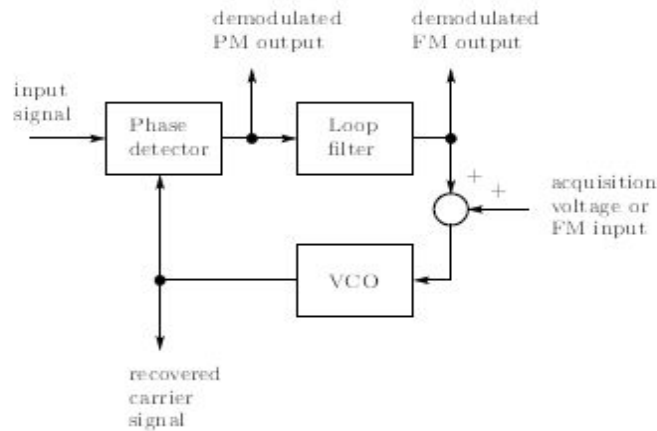 demodulated
PM output
demodulated
FM output
input
signal
Phase
detector
Loop
filter
+
+
acquisition
voltage or
FM input
VCO
recovered
carrier
signal